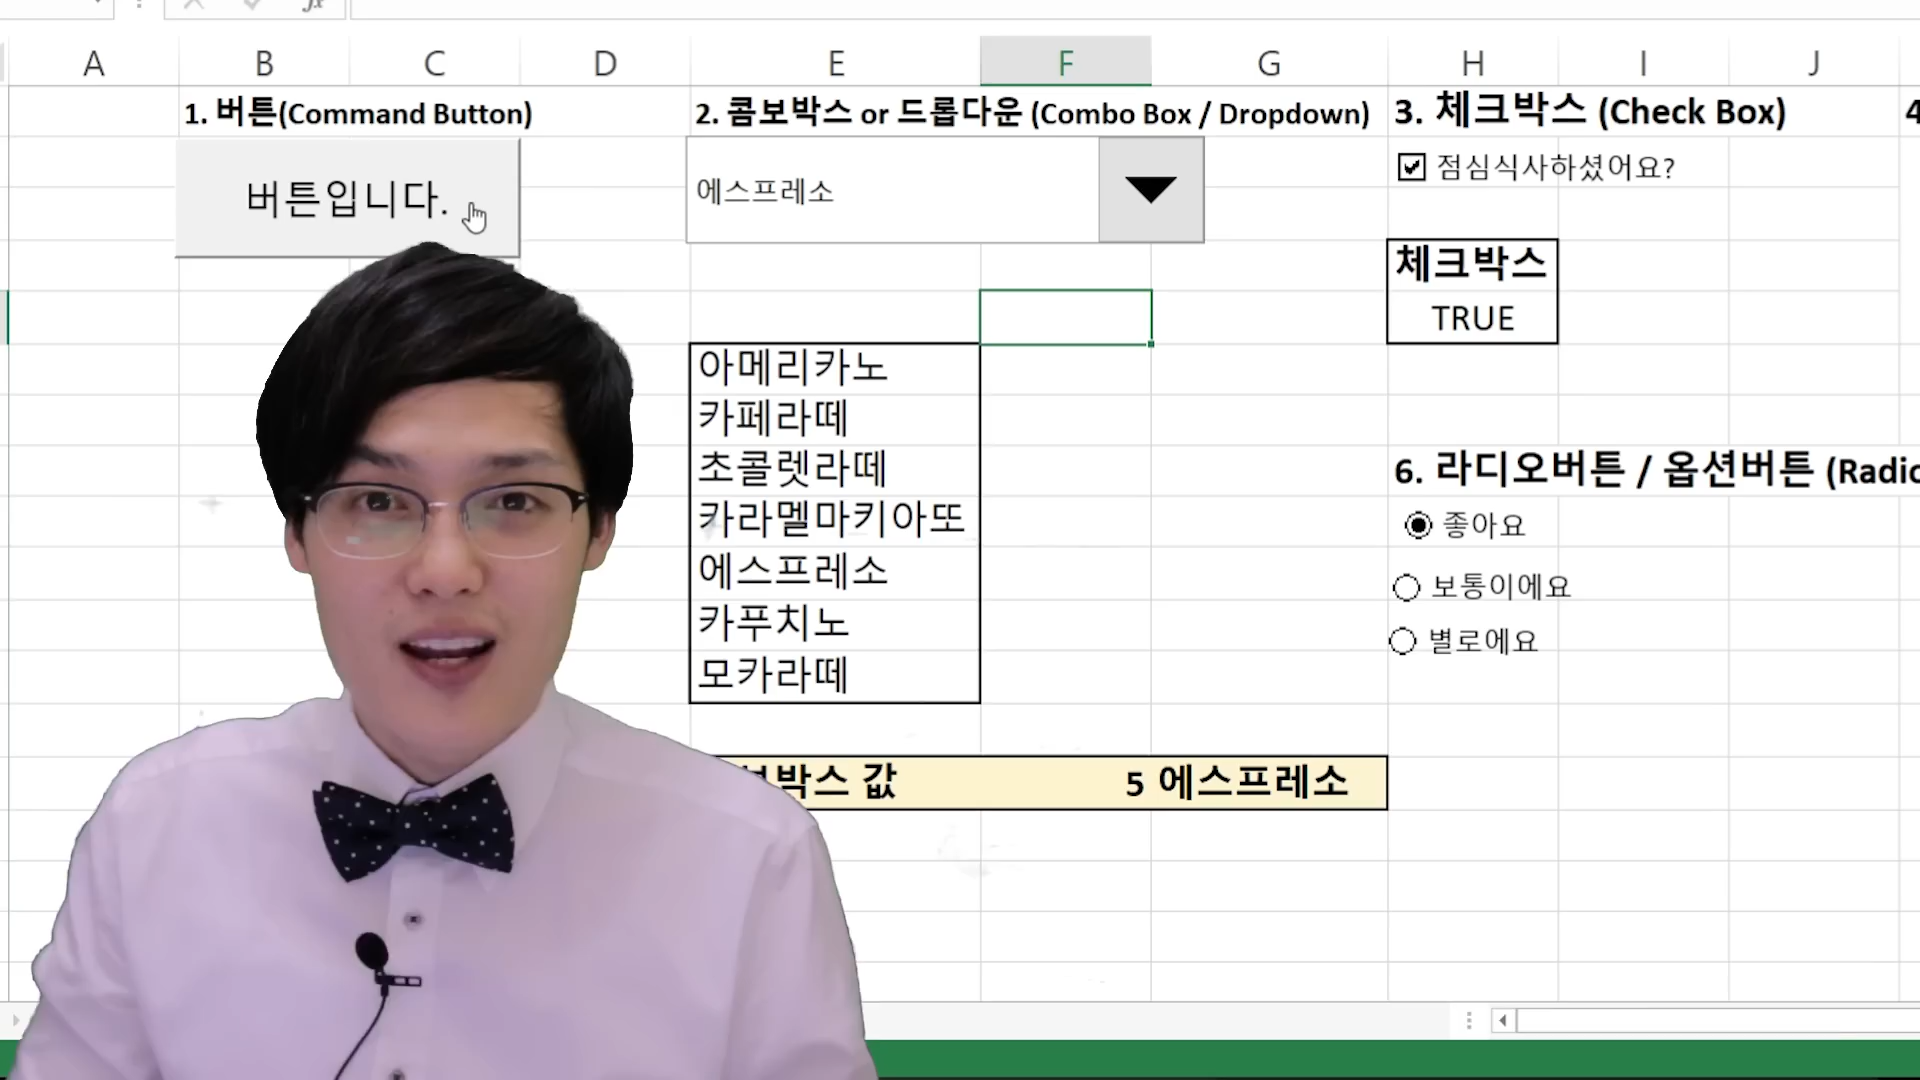 A B C D E F G H I J
1. 버튼(Command Button)
버튼입니다.
2. 콤보박스 or 드롭다운 (Combo Box / Dropdown)
에스프레소
아메리카노
카페라떼
초콜렛라떼
카라멜마키아또
에스프레소
카푸치노
모카라떼
박스 값 5 에스프레소
3. 체크박스 (Check Box)
점심식사하셨어요?
체크박스
TRUE
6. 라디오버튼 / 옵션버튼 (Radio
좋아요
보통이에요
별로에요
4